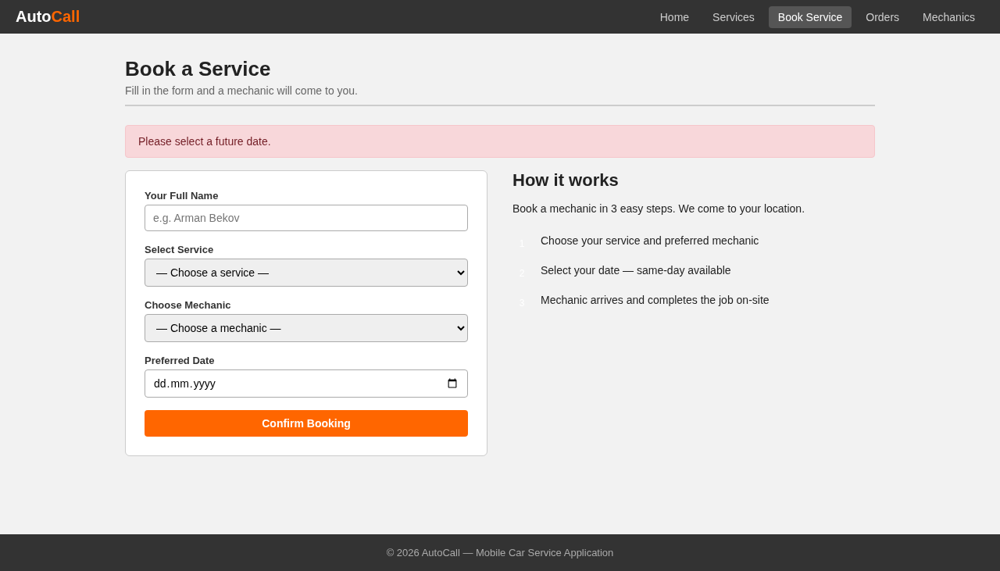 AutoCall
Home Services Book Service Orders Mechanics
Book a Service
Fill in the form and a mechanic will come to you.
Please select a future date.
Your Full Name
e.g. Arman Bekov
Select Service
— Choose a service —
Choose Mechanic
— Choose a mechanic —
Preferred Date
dd.mm.yyyy
Confirm Booking
How it works
Book a mechanic in 3 easy steps. We come to your location.
1 Choose your service and preferred mechanic
2 Select your date — same-day available
3 Mechanic arrives and completes the job on-site
© 2026 AutoCall — Mobile Car Service Application